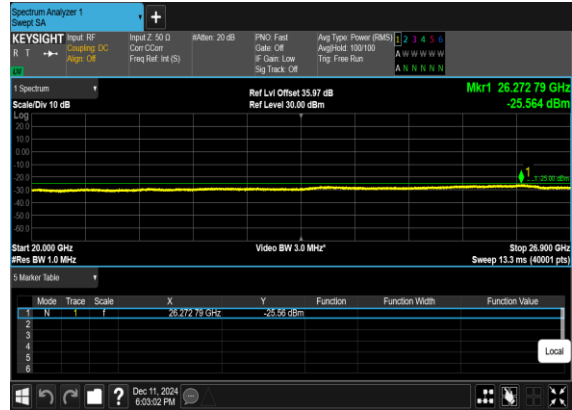 Spectrum Analyzer 1
Swept SA
+
KEYSIGHT Input: RF Input Z: 50 Ω #Atten: 20 dB PNO: Fast Avg Type: Power (RMS) 1 2 3 4 5 6
R T Coupling: DC Corr CCorr Gate: Off Avg|Hold: 100/100 A W W W W W
Align: Off Freq Ref: Int (S) IF Gain: Low Trig: Free Run
Sig Track: Off A N N N N N
1 Spectrum Ref Lvl Offset 35.97 dB Mkr1 26.272 79 GHz
Scale/Div 10 dB Ref Level 30.00 dBm -25.564 dBm
Log
20.0
10.0
0.00
-10.0
-20.0
-30.0
-40.0
-50.0
-60.0
1
-25.00 dBm
Start 20.000 GHz Video BW 3.0 MHz* Stop 26.900 GHz
#Res BW 1.0 MHz Sweep 13.3 ms (40001 pts)
5 Marker Table
Mode Trace Scale X Y Function Function Width Function Value
1 N 1 f 26.272 79 GHz -25.56 dBm
2
3
4
5
6
Local
? Dec 11, 2024
6:03:02 PM